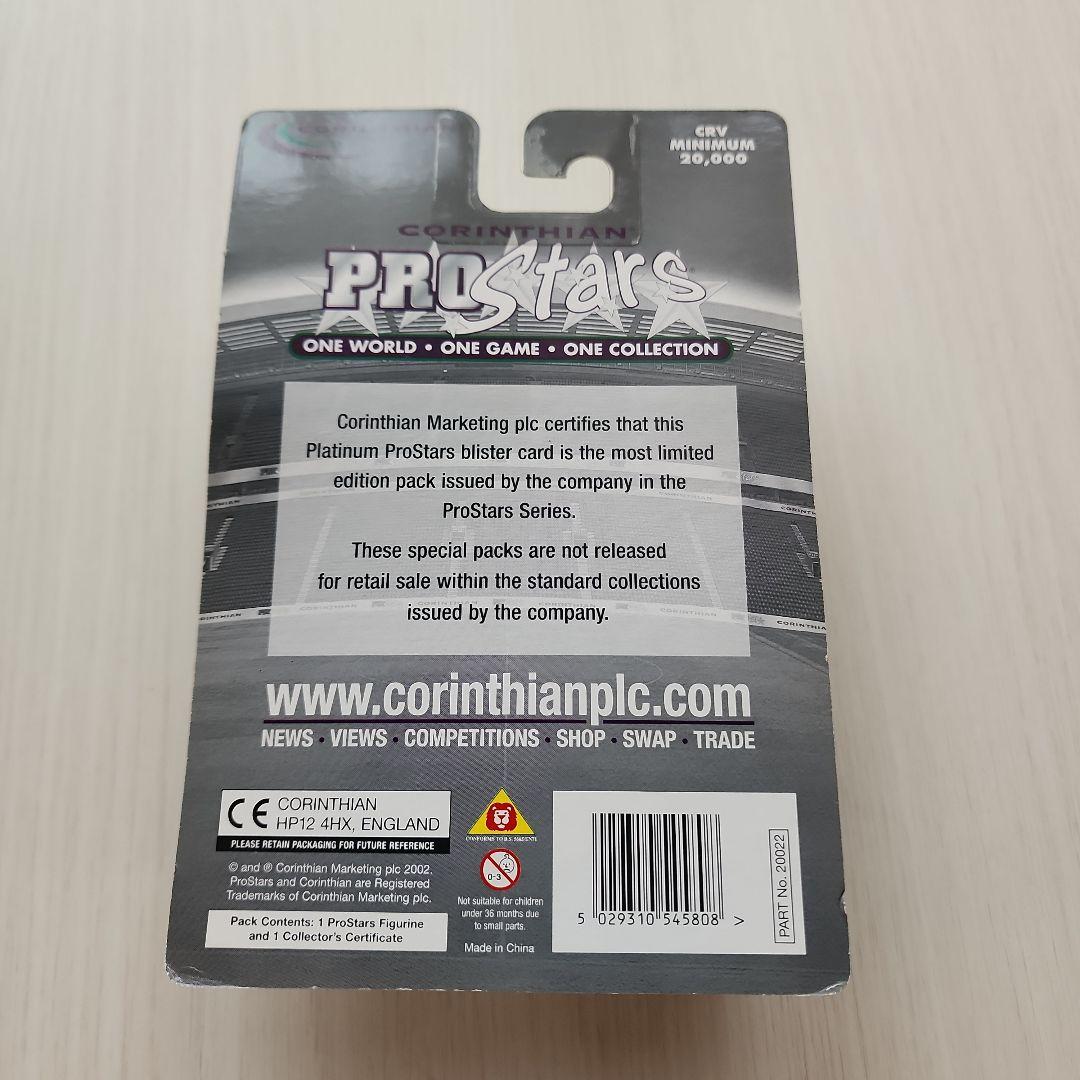 CORINTHIAN
CRV
MINIMUM
20,000
CORINTHIAN
PROStars
ONE WORLD • ONE GAME • ONE COLLECTION
Corinthian Marketing plc certifies that this
Platinum ProStars blister card is the most limited
edition pack issued by the company in the
ProStars Series.
These special packs are not released
for retail sale within the standard collections
issued by the company.
www.corinthianplc.com
NEWS • VIEWS • COMPETITIONS • SHOP • SWAP • TRADE
CE CORINTHIAN
HP12 4HX, ENGLAND
PLEASE RETAIN PACKAGING FOR FUTURE REFERENCE
© and ® Corinthian Marketing plc 2002.
ProStars and Corinthian are Registered
Trademarks of Corinthian Marketing plc.
Pack Contents: 1 ProStars Figurine
and 1 Collector's Certificate
0-3
Not suitable for children
under 36 months due
to small parts.
Made in China
5 029310 545808 >
PART No. 20022